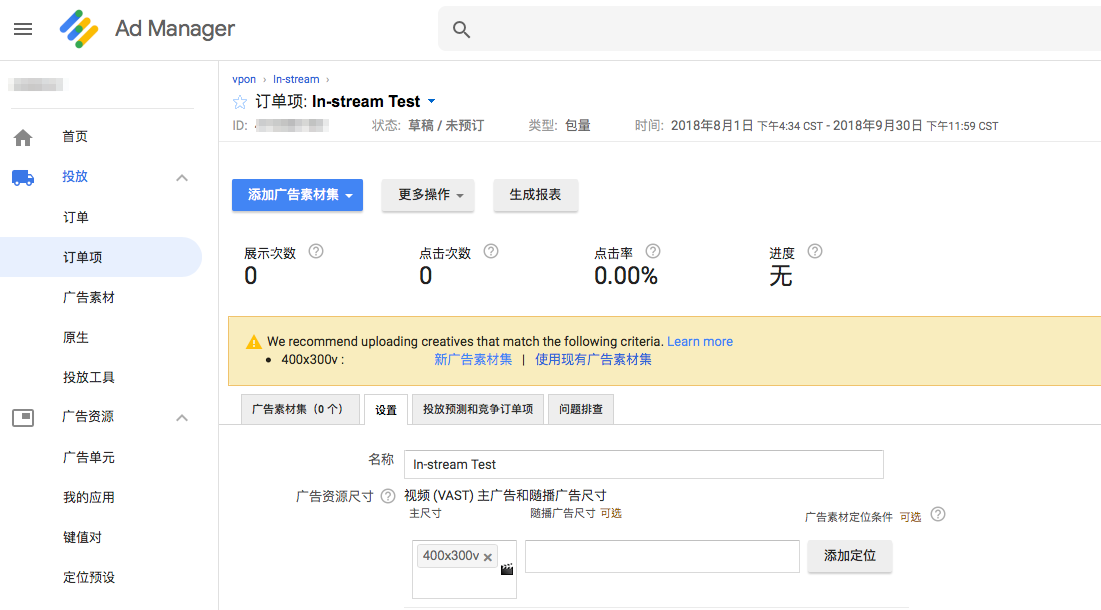 Ad Manager
vpon › In-stream ›
订单项: In-stream Test
ID: 状态: 草稿 / 未预订 类型: 包量 时间: 2018年8月1日 下午4:34 CST - 2018年9月30日 下午11:59 CST
首页
投放
订单
订单项
广告素材
原生
投放工具
广告资源
广告单元
我的应用
键值对
定位预设
添加广告素材集 更多操作 生成报表
展示次数 ? 点击次数 ? 点击率 ? 进度 ?
0 0 0.00% 无
We recommend uploading creatives that match the following criteria. Learn more
• 400x300v : 新广告素材集 | 使用现有广告素材集
广告素材集（0 个） 设置 投放预测和竞争订单项 问题排查
名称 In-stream Test
广告资源尺寸 ? 视频 (VAST) 主广告和随播广告尺寸
主尺寸 随播广告尺寸 可选 广告素材定位条件 可选 ?
400x300v × 添加定位